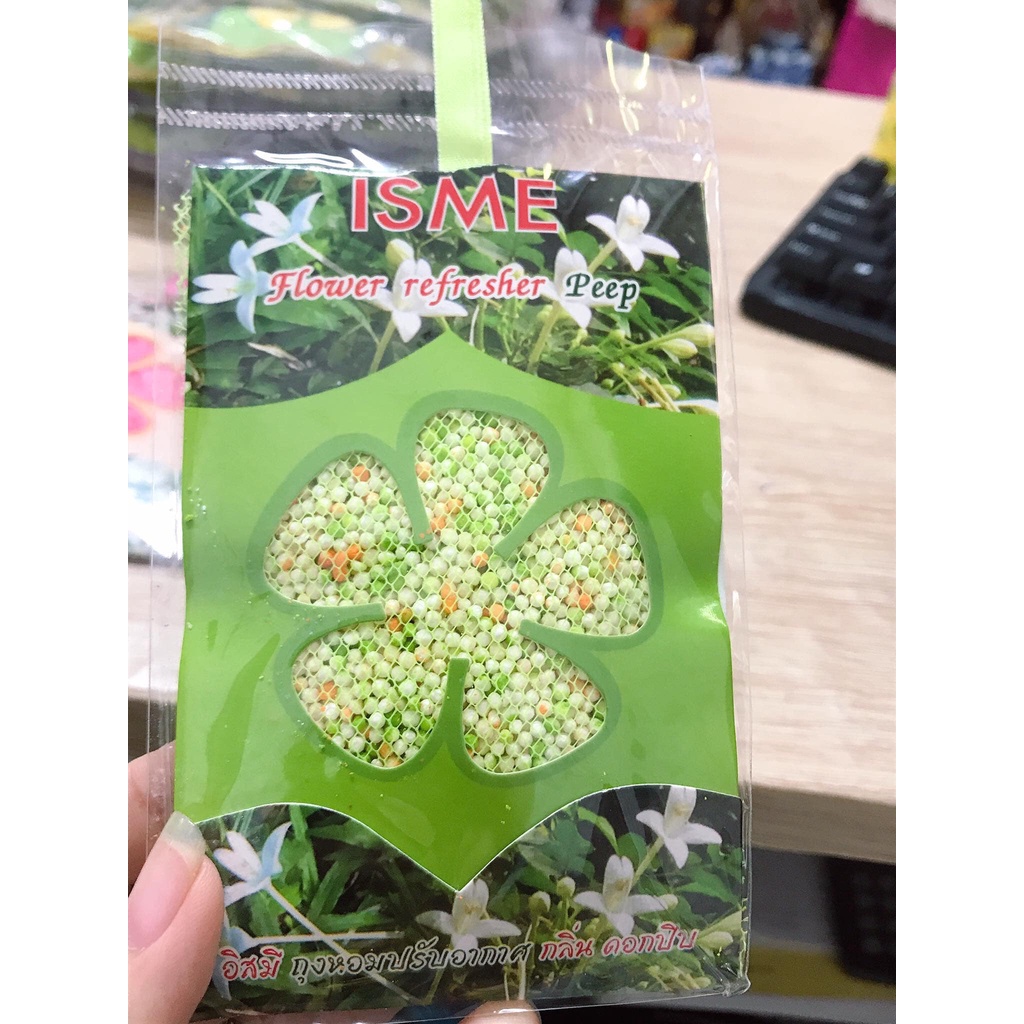 ISME
Flower refresher Peep
อิสมี ถุงหอมปรับอากาศ กลิ่น ดอกปีบ